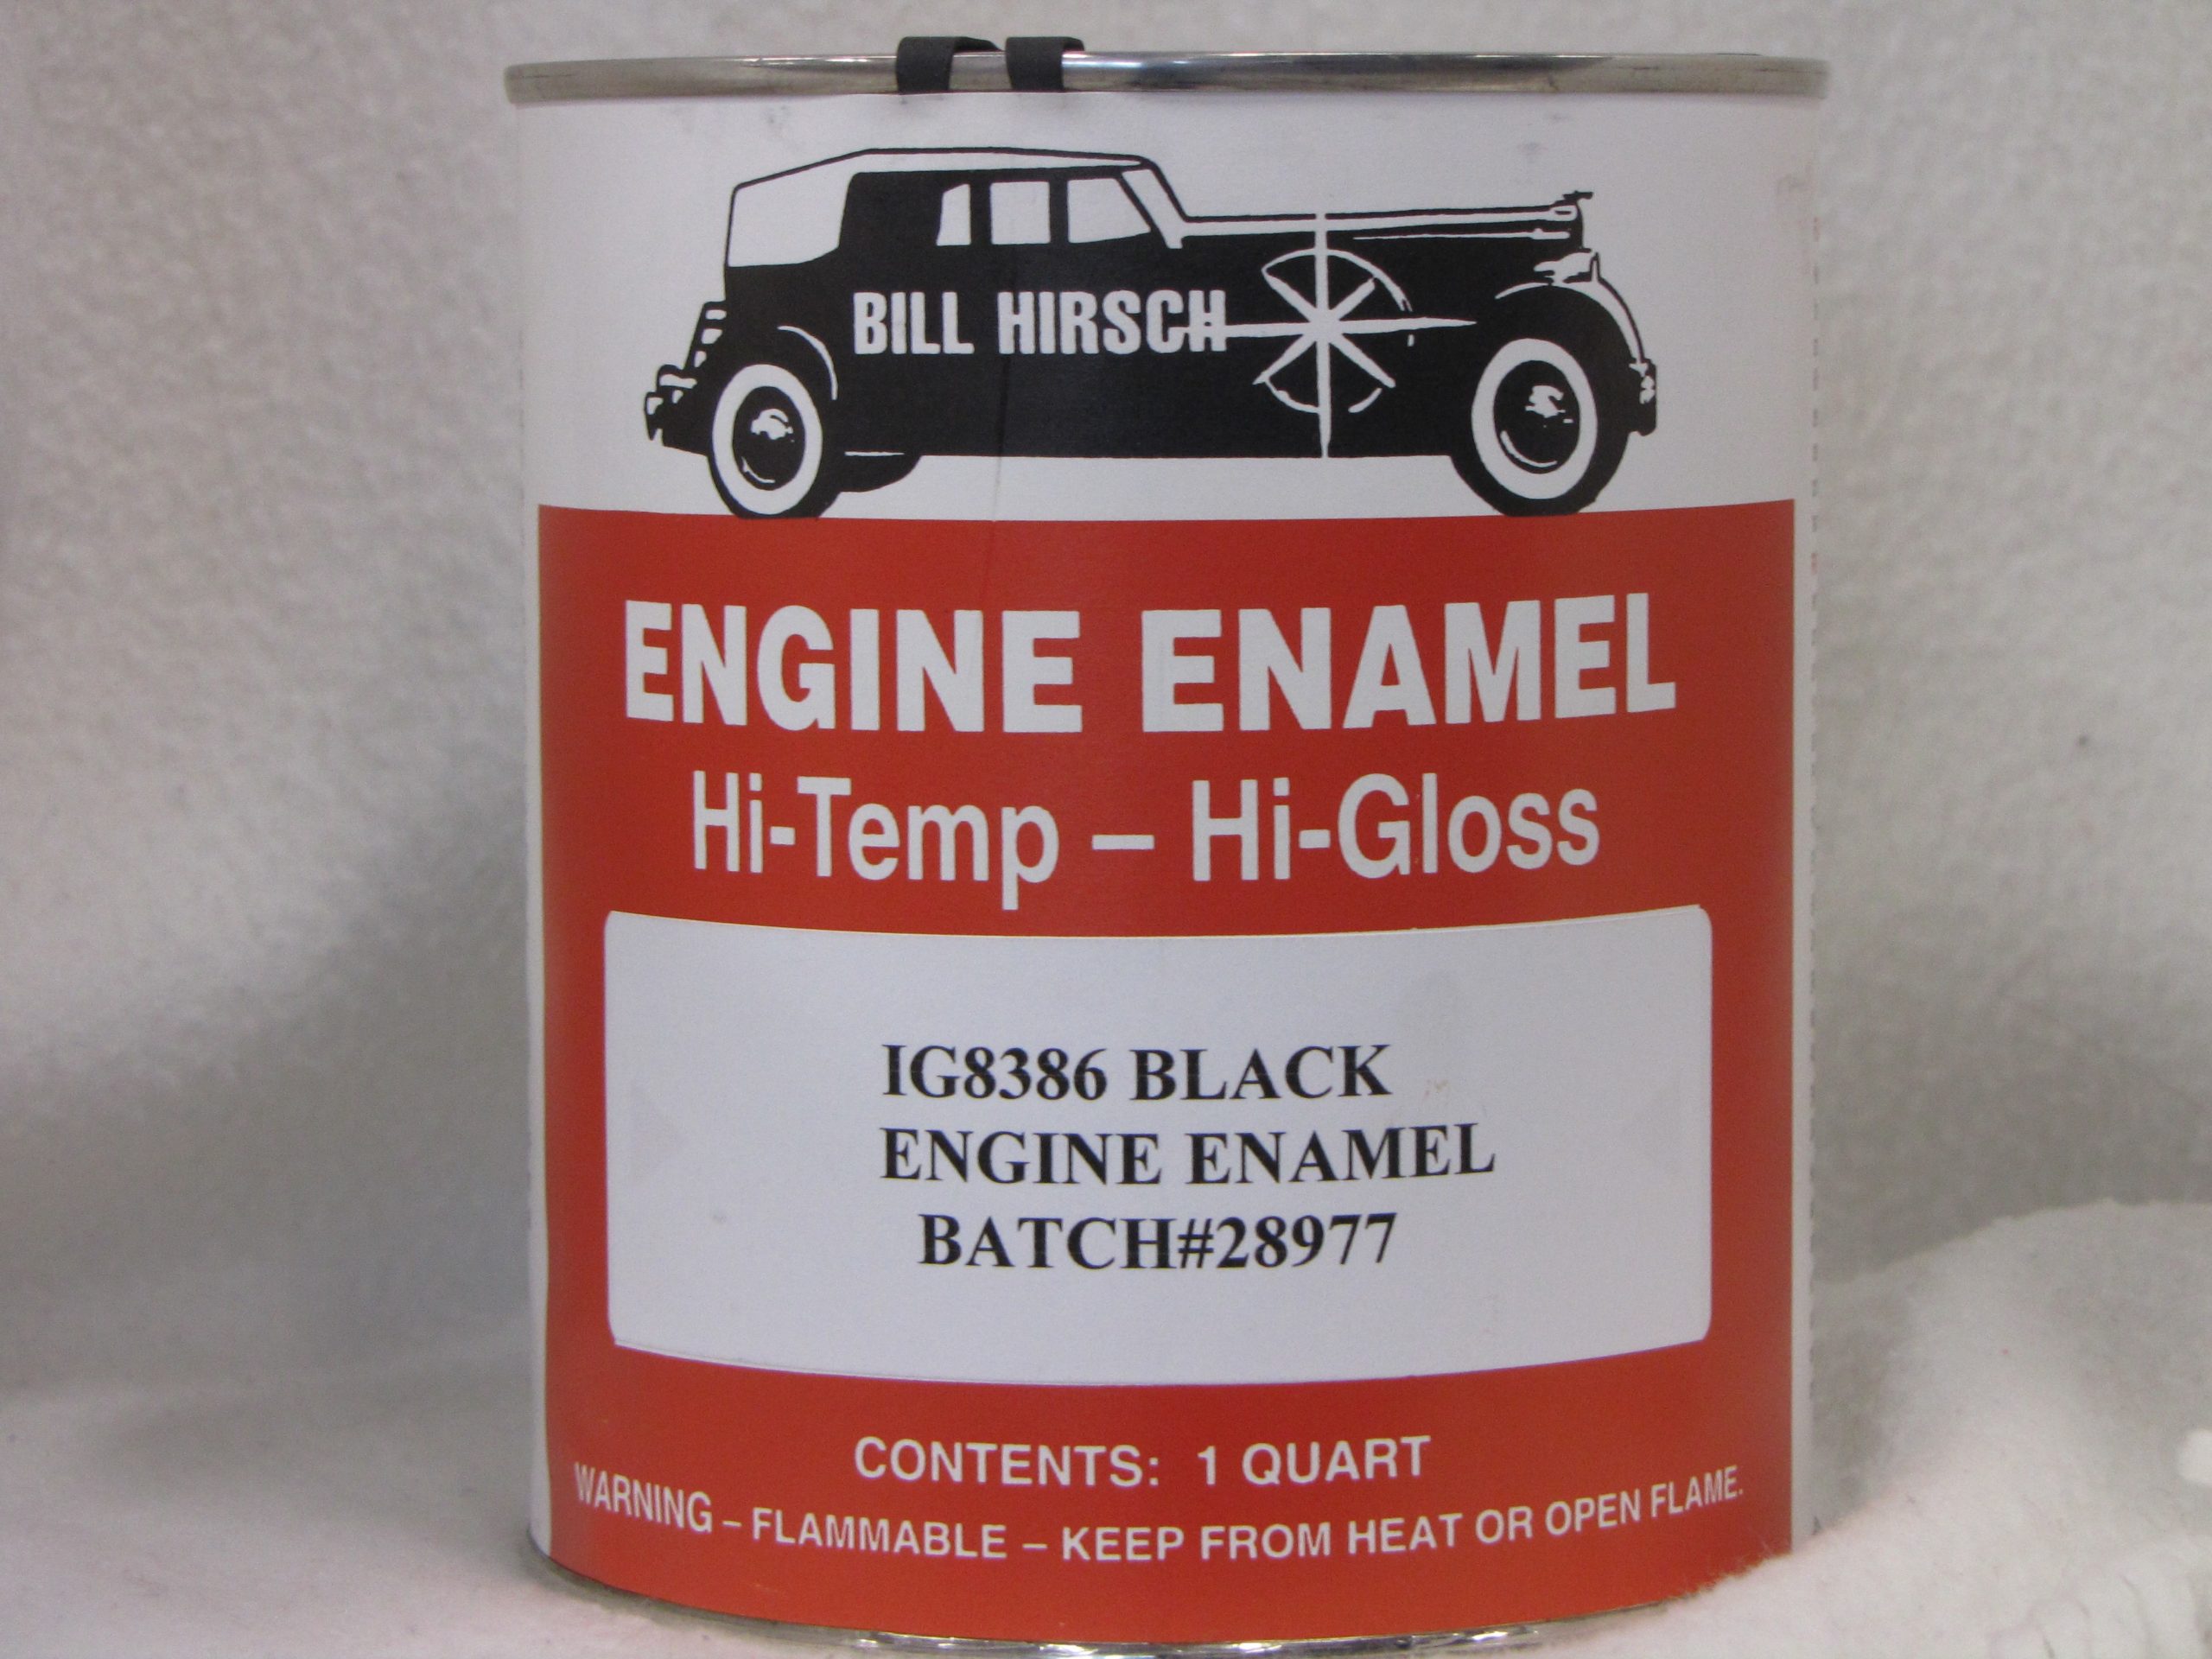 BILL HIRSCH
ENGINE ENAMEL
Hi-Temp – Hi-Gloss
IG8386 BLACK
ENGINE ENAMEL
BATCH#28977
CONTENTS: 1 QUART
WARNING – FLAMMABLE – KEEP FROM HEAT OR OPEN FLAME.